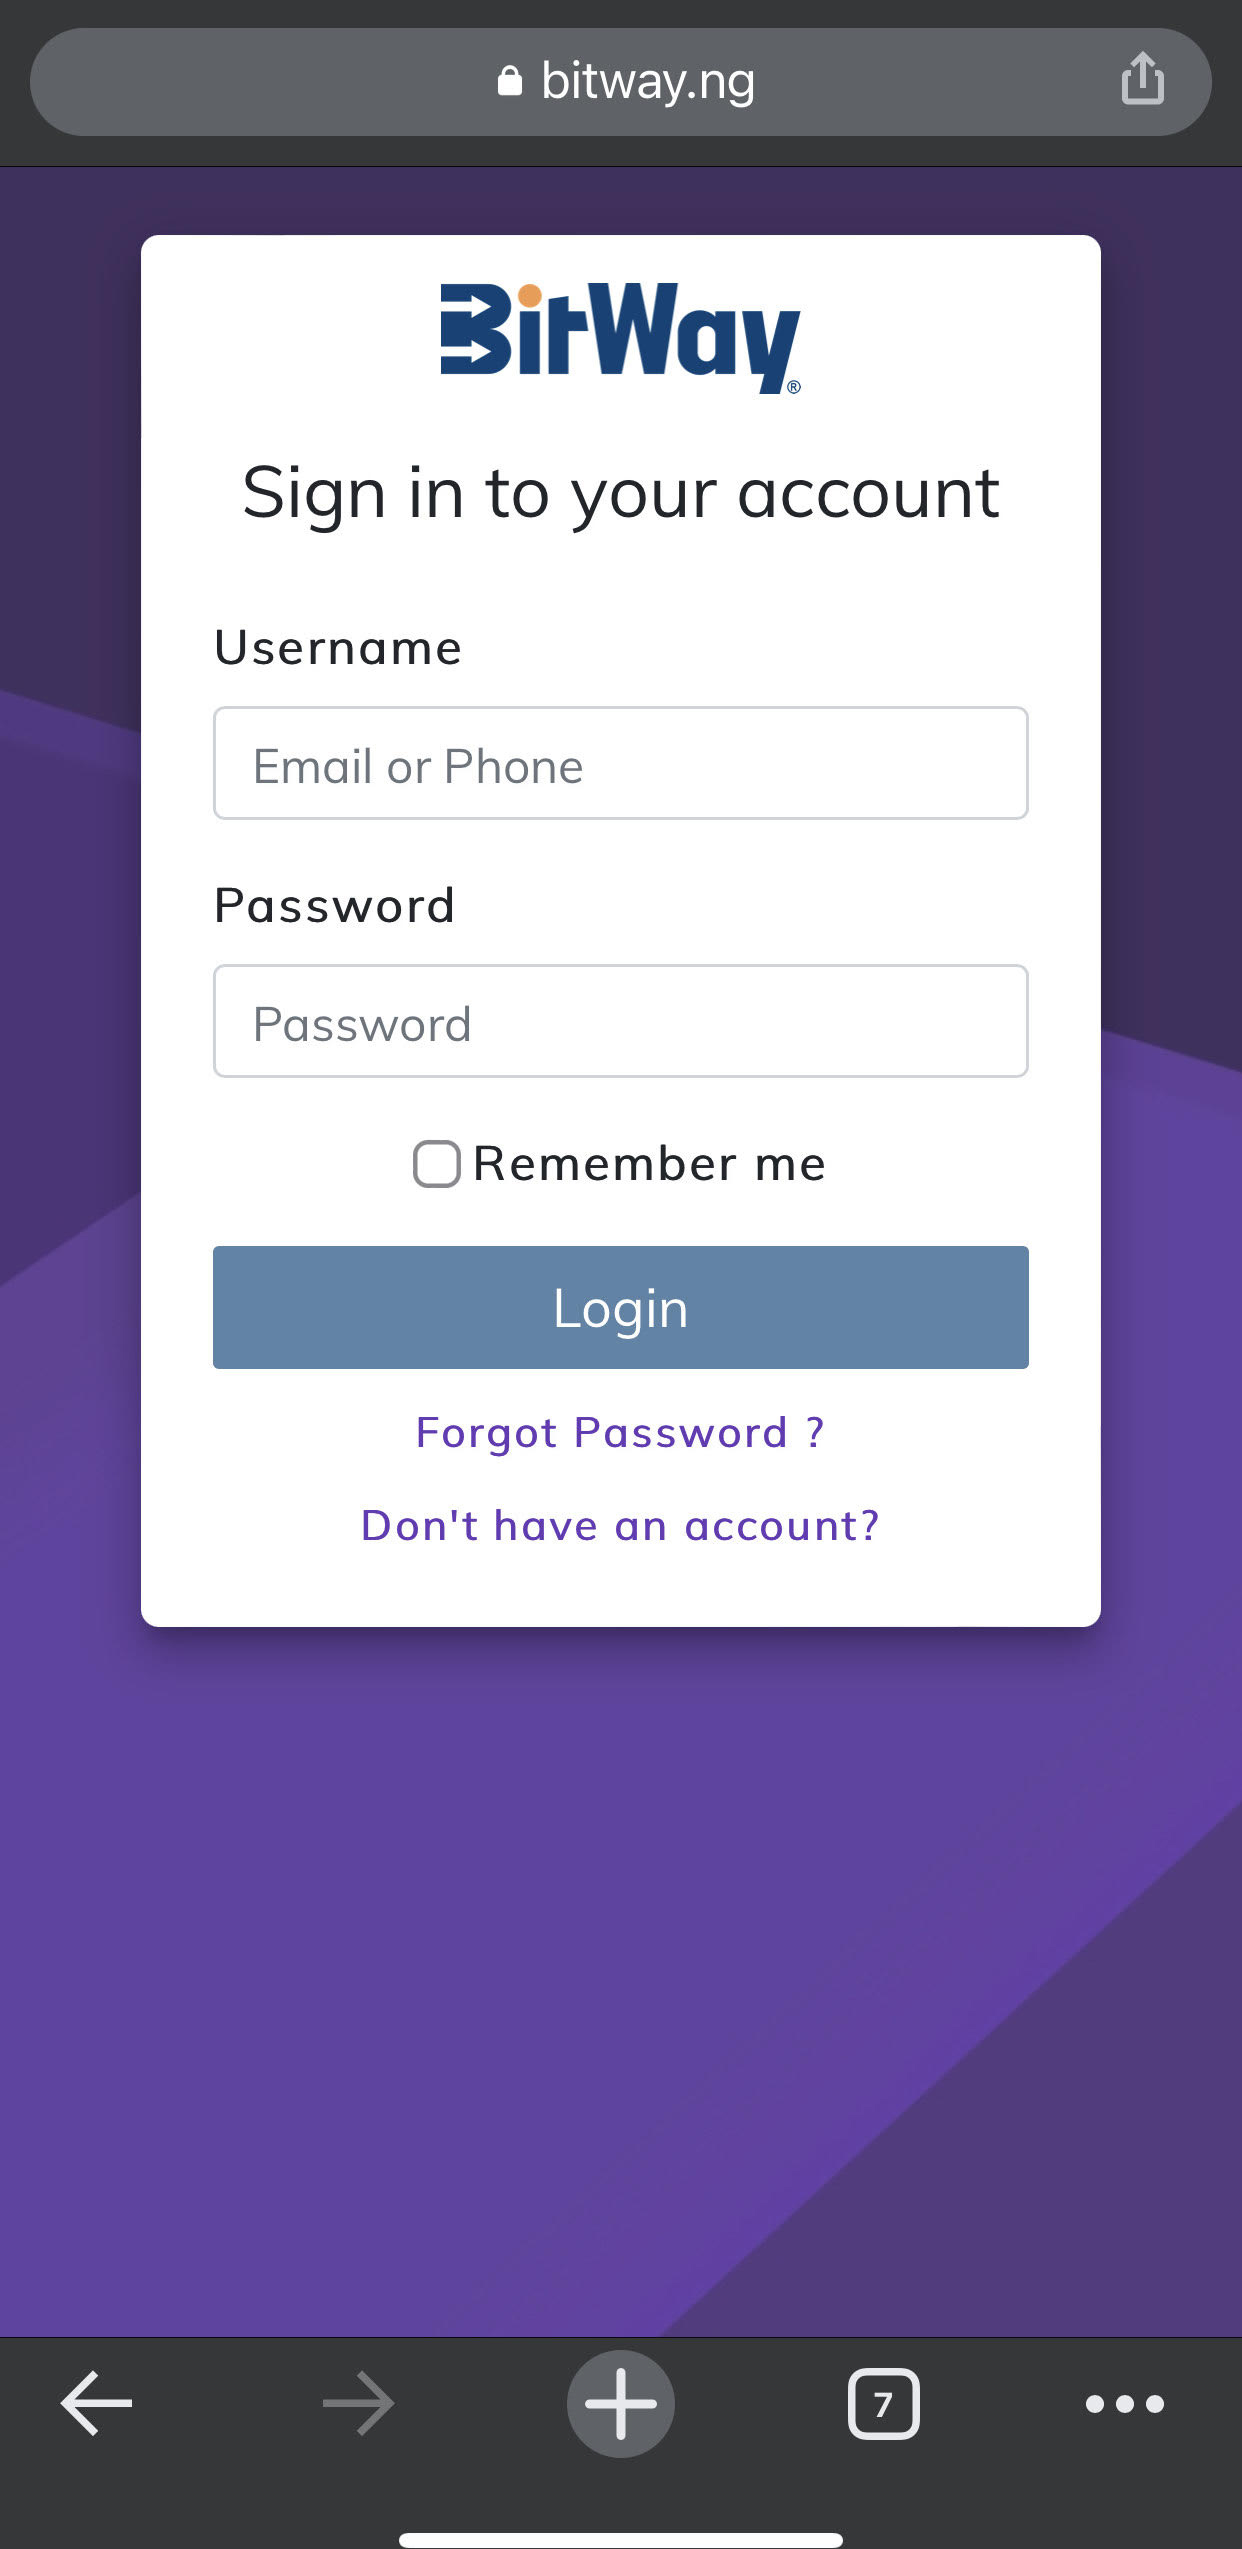 bitway.ng
BitWay®
Sign in to your account
Username
Email or Phone
Password
Password
Remember me
Login
Forgot Password ?
Don't have an account?
7